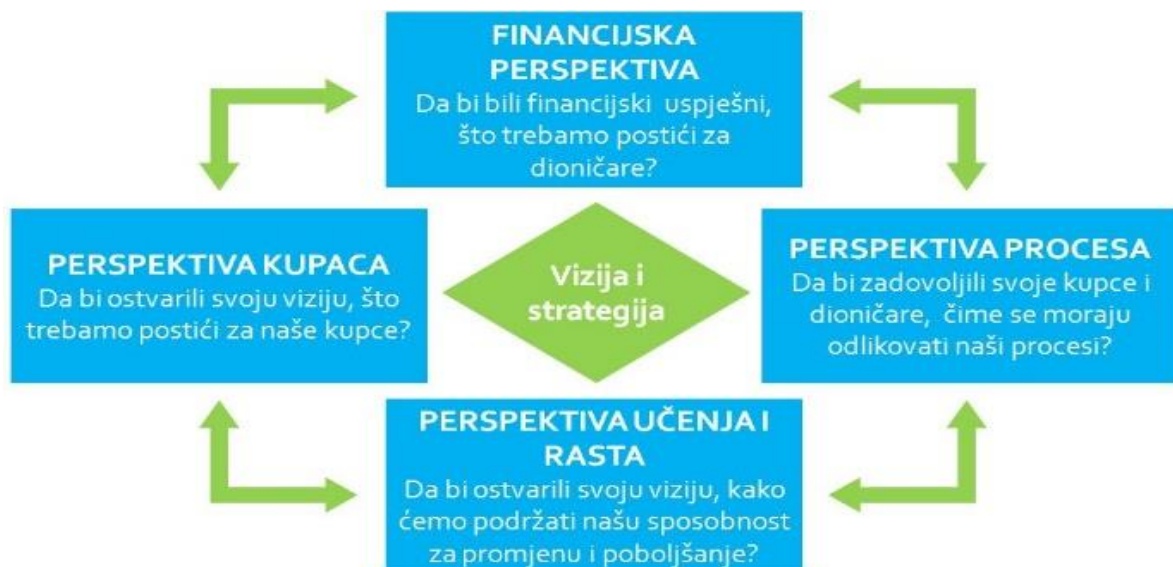 FINANCIJSKA
PERSPEKTIVA
Da bi bili financijski uspješni,
što trebamo postići za
dioničare?
PERSPEKTIVA KUPACA
Da bi ostvarili svoju viziju, što
trebamo postići za naše kupce?
Vizija i
strategija
PERSPEKTIVA PROCESA
Da bi zadovoljili svoje kupce i
dioničare, čime se moraju
odlikovati naši procesi?
PERSPEKTIVA UČENJA I
RASTA
Da bi ostvarili svoju viziju, kako
ćemo podržati našu sposobnost
za promjenu i poboljšanje?